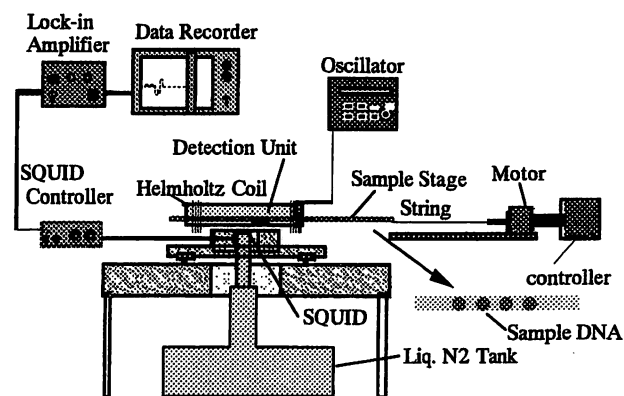 Lock-in
Amplifier
Data Recorder
Oscillator
Detection Unit
SQUID
Controller
Helmholtz Coil
Sample Stage
Motor
String
controller
SQUID
Sample DNA
Liq. N2 Tank